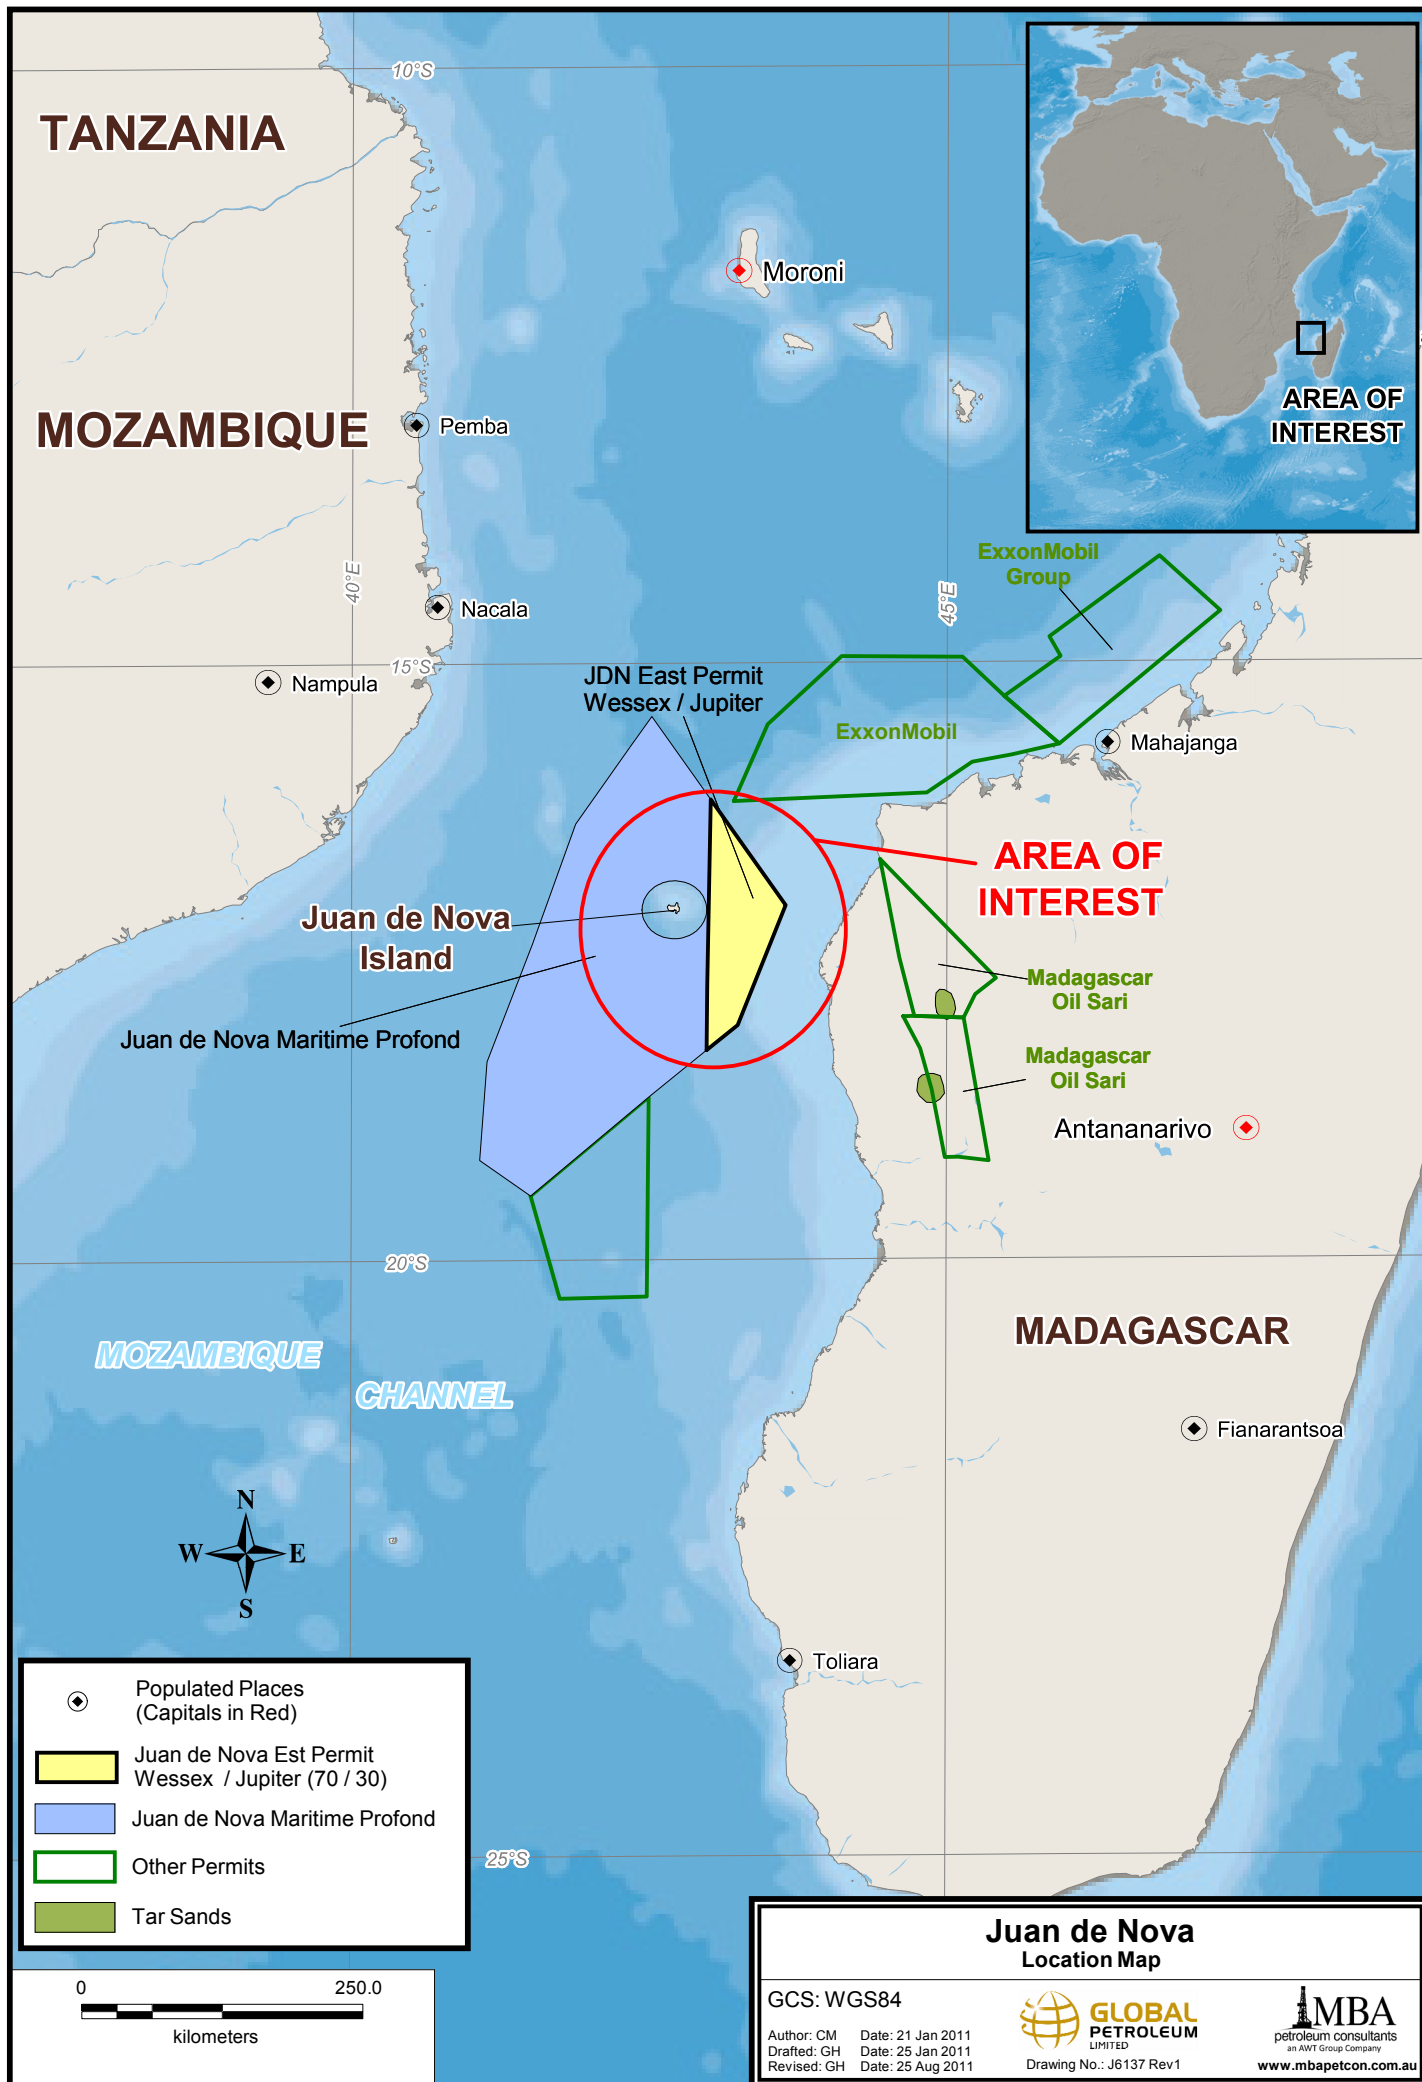 10°S
TANZANIA
Moroni
AREA OF
INTEREST
MOZAMBIQUE
Pemba
ExxonMobil
Group
40°E
45°E
Nacala
15°S
Nampula
JDN East Permit
Wessex / Jupiter
ExxonMobil
Mahajanga
AREA OF
INTEREST
Juan de Nova
Island
Madagascar
Oil Sari
Juan de Nova Maritime Profond
Madagascar
Oil Sari
Antananarivo
20°S
MADAGASCAR
MOZAMBIQUE
CHANNEL
Fianarantsoa
N
W E
S
Toliara
Populated Places
(Capitals in Red)
Juan de Nova Est Permit
Wessex / Jupiter (70 / 30)
Juan de Nova Maritime Profond
Other Permits
Tar Sands
25°S
0 250.0
kilometers
Juan de Nova
Location Map
GCS: WGS84
Author: CM Date: 21 Jan 2011
Drafted: GH Date: 25 Jan 2011
Revised: GH Date: 25 Aug 2011
GLOBAL
PETROLEUM
LIMITED
Drawing No.: J6137 Rev1
MBA
petroleum consultants
an AWT Group Company
www.mbapetcon.com.au